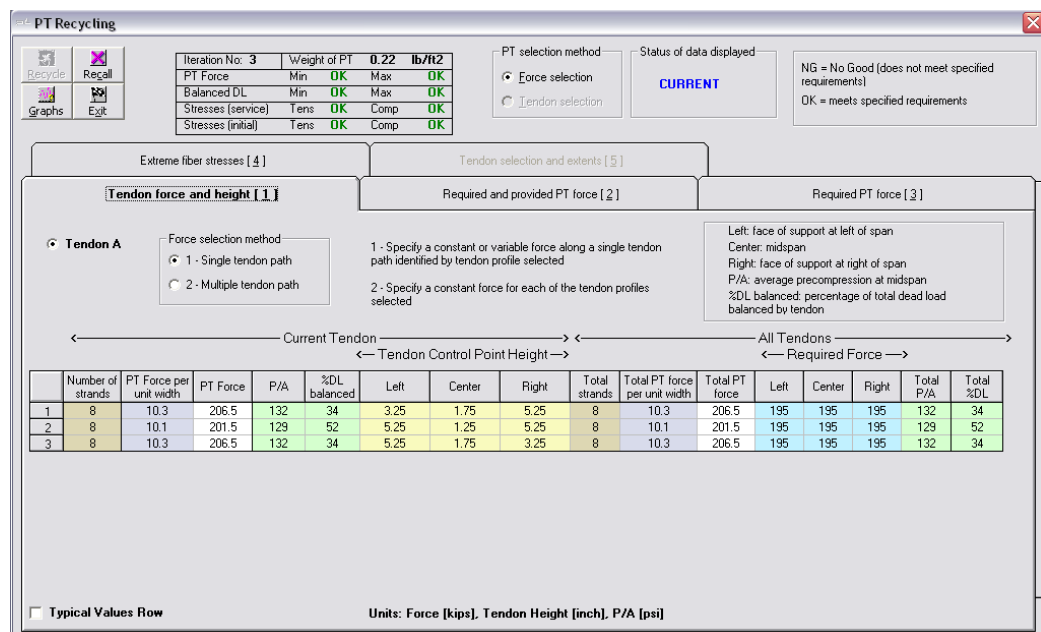 PT Recycling
Recycle Recall
Graphs Exit
Iteration No: 3 Weight of PT 0.22 lb/ft2
PT Force Min OK Max OK
Balanced DL Min OK Max OK
Stresses (service) Tens OK Comp OK
Stresses (initial) Tens OK Comp OK
PT selection method
Force selection
Tendon selection
Status of data displayed
CURRENT
NG = No Good (does not meet specified
requirements)
OK = meets specified requirements
Extreme fiber stresses [ 4 ]
Tendon selection and extents [ 5 ]
Tendon force and height [ 1 ]
Required and provided PT force [ 2 ]
Required PT force [ 3 ]
Tendon A
Force selection method
1 - Single tendon path
2 - Multiple tendon path
1 - Specify a constant or variable force along a single tendon
path identified by tendon profile selected
2 - Specify a constant force for each of the tendon profiles
selected
Left: face of support at left of span
Center: midspan
Right: face of support at right of span
P/A: average precompression at midspan
%DL balanced: percentage of total dead load
balanced by tendon
<—— Current Tendon ——> <—— All Tendons ——>
<— Tendon Control Point Height —> <— Required Force —>
Number of strands PT Force per unit width PT Force P/A %DL balanced Left Center Right Total strands Total PT force per unit width Total PT force Left Center Right Total P/A Total %DL
1 8 10.3 206.5 132 34 3.25 1.75 5.25 8 10.3 206.5 195 195 195 132 34
2 8 10.1 201.5 129 52 5.25 1.25 5.25 8 10.1 201.5 195 195 195 129 52
3 8 10.3 206.5 132 34 5.25 1.75 3.25 8 10.3 206.5 195 195 195 132 34
Typical Values Row
Units: Force [kips], Tendon Height [inch], P/A [psi]